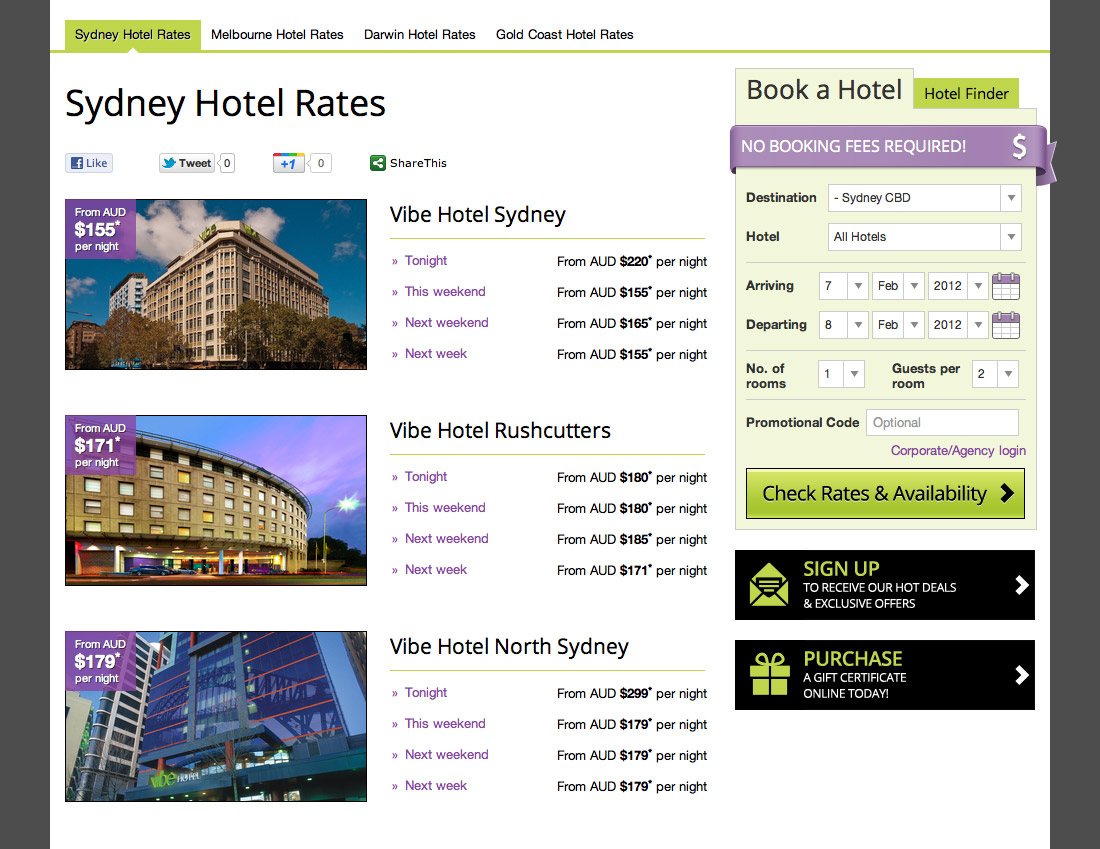 Sydney Hotel Rates
Melbourne Hotel Rates
Darwin Hotel Rates
Gold Coast Hotel Rates
Sydney Hotel Rates
Like
Tweet 0
+1 0
ShareThis
From AUD
$155*
per night
Vibe Hotel Sydney
» Tonight From AUD $220* per night
» This weekend From AUD $155* per night
» Next weekend From AUD $165* per night
» Next week From AUD $155* per night
From AUD
$171*
per night
Vibe Hotel Rushcutters
» Tonight From AUD $180* per night
» This weekend From AUD $180* per night
» Next weekend From AUD $185* per night
» Next week From AUD $171* per night
From AUD
$179*
per night
vibe HOTEL
Vibe Hotel North Sydney
» Tonight From AUD $299* per night
» This weekend From AUD $179* per night
» Next weekend From AUD $179* per night
» Next week From AUD $179* per night
Book a Hotel
Hotel Finder
NO BOOKING FEES REQUIRED! $
Destination - Sydney CBD
Hotel All Hotels
Arriving 7 Feb 2012
Departing 8 Feb 2012
No. of
rooms 1
Guests per
room 2
Promotional Code Optional
Corporate/Agency login
Check Rates & Availability
SIGN UP
TO RECEIVE OUR HOT DEALS
& EXCLUSIVE OFFERS
PURCHASE
A GIFT CERTIFICATE
ONLINE TODAY!